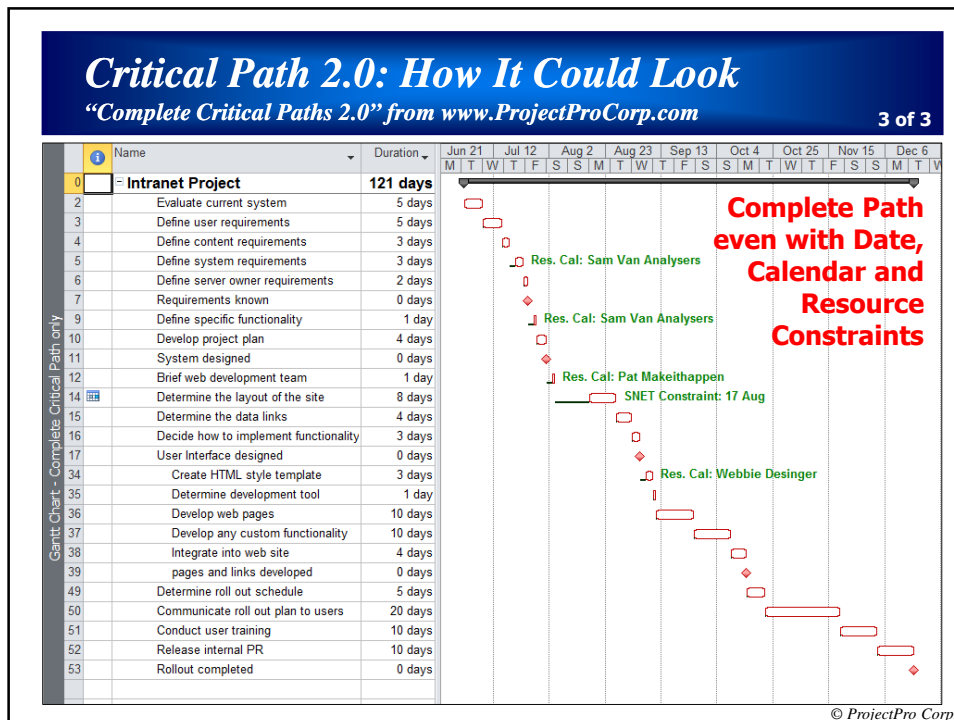 Critical Path 2.0: How It Could Look
“Complete Critical Paths 2.0” from www.ProjectProCorp.com
3 of 3
Name Duration Jun 21 Jul 12 Aug 2 Aug 23 Sep 13 Oct 4 Oct 25 Nov 15 Dec 6
M T W T F S S M T W T F S S M T W T F S S M T W
0 Intranet Project 121 days
2 Evaluate current system 5 days
3 Define user requirements 5 days
4 Define content requirements 3 days
5 Define system requirements 3 days Res. Cal: Sam Van Analysers
6 Define server owner requirements 2 days
7 Requirements known 0 days
9 Define specific functionality 1 day Res. Cal: Sam Van Analysers
10 Develop project plan 4 days
11 System designed 0 days
12 Brief web development team 1 day Res. Cal: Pat Makeithappen
14 Determine the layout of the site 8 days SNET Constraint: 17 Aug
15 Determine the data links 4 days
16 Decide how to implement functionality 3 days
17 User Interface designed 0 days
34 Create HTML style template 3 days Res. Cal: Webbie Desinger
35 Determine development tool 1 day
36 Develop web pages 10 days
37 Develop any custom functionality 10 days
38 Integrate into web site 4 days
39 pages and links developed 0 days
49 Determine roll out schedule 5 days
50 Communicate roll out plan to users 20 days
51 Conduct user training 10 days
52 Release internal PR 10 days
53 Rollout completed 0 days
Complete Path
even with Date,
Calendar and
Resource
Constraints
Gantt Chart - Complete Critical Path only
© ProjectPro Corp